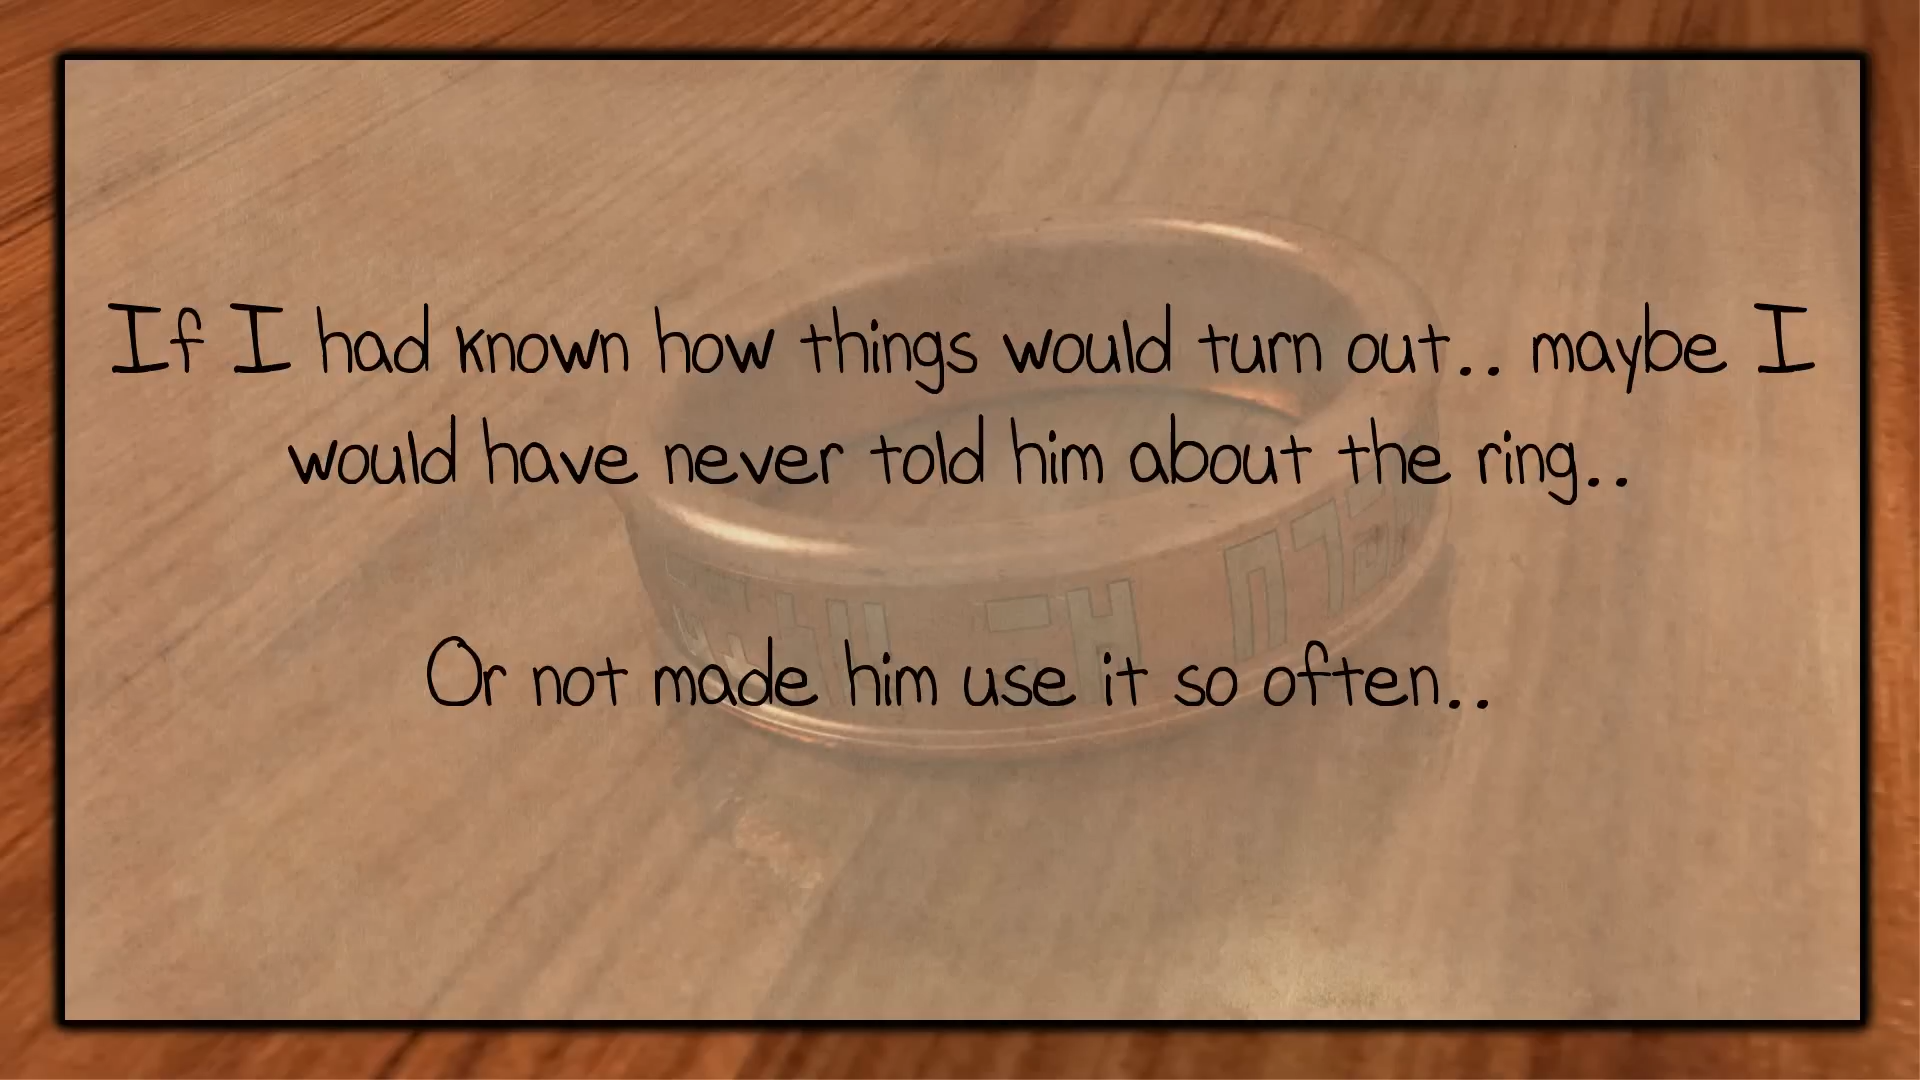 If I had known how things would turn out.. maybe I
would have never told him about the ring..
Or not made him use it so often..